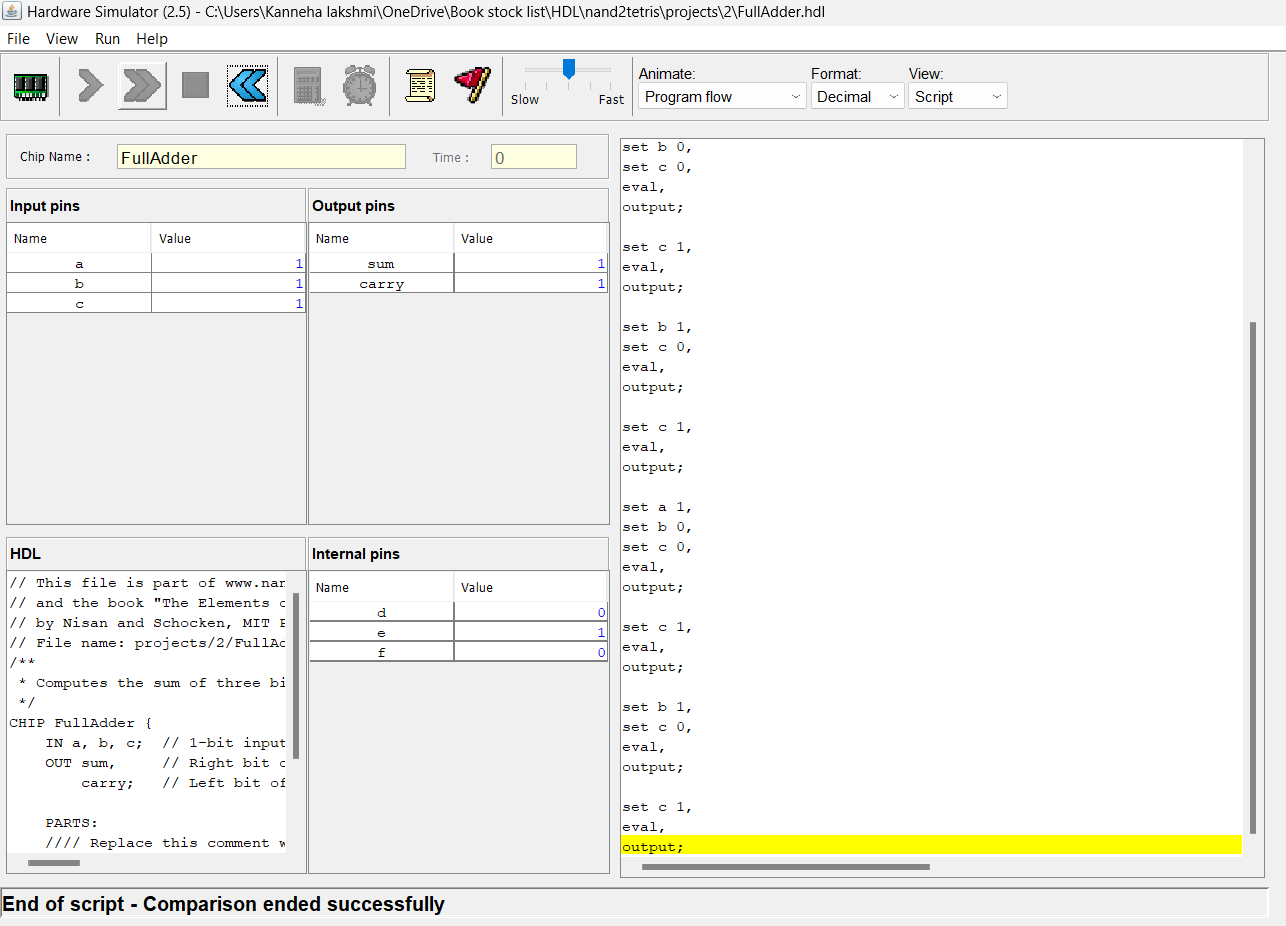 Hardware Simulator (2.5) - C:\Users\Kanneha lakshmi\OneDrive\Book stock list\HDL\nand2tetris\projects\2\FullAdder.hdl
File View Run Help
Slow Fast
Animate: Format: View:
Program flow Decimal Script
Chip Name : FullAdder Time : 0
Input pins
Name Value
a 1
b 1
c 1
Output pins
Name Value
sum 1
carry 1
HDL
// This file is part of www.nan
// and the book "The Elements o
// by Nisan and Schocken, MIT P
// File name: projects/2/FullAd
/**
* Computes the sum of three bi
*/
CHIP FullAdder {
IN a, b, c; // 1-bit input
OUT sum, // Right bit o
carry; // Left bit of
PARTS:
//// Replace this comment w
Internal pins
Name Value
d 0
e 1
f 0
set b 0,
set c 0,
eval,
output;
set c 1,
eval,
output;
set b 1,
set c 0,
eval,
output;
set c 1,
eval,
output;
set a 1,
set b 0,
set c 0,
eval,
output;
set c 1,
eval,
output;
set b 1,
set c 0,
eval,
output;
set c 1,
eval,
output;
End of script - Comparison ended successfully